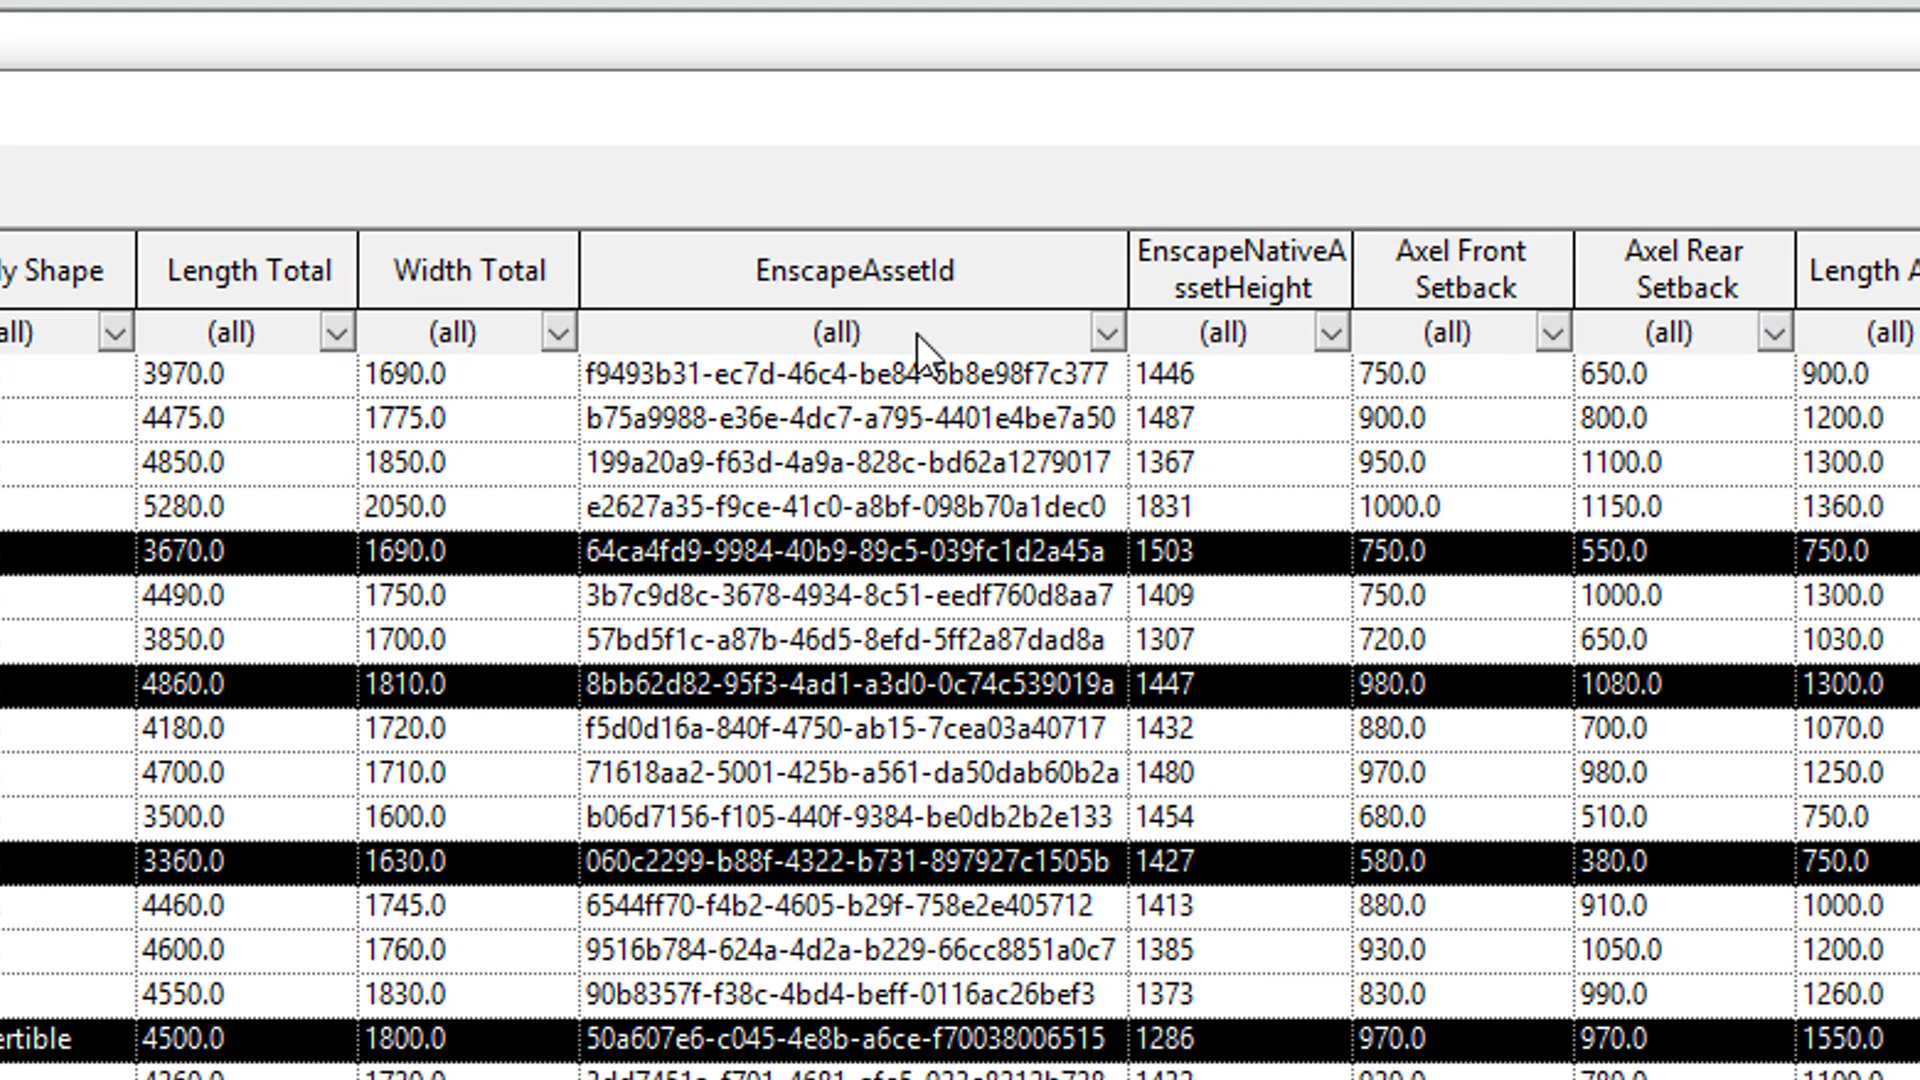 ly Shape Length Total Width Total EnscapeAssetId EnscapeNativeA Axel Front Axel Rear Length A
ssetHeight Setback Setback
all) (all) (all) (all) (all) (all) (all) (all)
3970.0 1690.0 f9493b31-ec7d-46c4-be84-6b8e98f7c377 1446 750.0 650.0 900.0
4475.0 1775.0 b75a9988-e36e-4dc7-a795-4401e4be7a50 1487 900.0 800.0 1200.0
4850.0 1850.0 199a20a9-f63d-4a9a-828c-bd62a1279017 1367 950.0 1100.0 1300.0
5280.0 2050.0 e2627a35-f9ce-41c0-a8bf-098b70a1dec0 1831 1000.0 1150.0 1360.0
3670.0 1690.0 64ca4fd9-9984-40b9-89c5-039fc1d2a45a 1503 750.0 550.0 750.0
4490.0 1750.0 3b7c9d8c-3678-4934-8c51-eedf760d8aa7 1409 750.0 1000.0 1300.0
3850.0 1700.0 57bd5f1c-a87b-46d5-8efd-5ff2a87dad8a 1307 720.0 650.0 1030.0
4860.0 1810.0 8bb62d82-95f3-4ad1-a3d0-0c74c539019a 1447 980.0 1080.0 1300.0
4180.0 1720.0 f5d0d16a-840f-4750-ab15-7cea03a40717 1432 880.0 700.0 1070.0
4700.0 1710.0 71618aa2-5001-425b-a561-da50dab60b2a 1480 970.0 980.0 1250.0
3500.0 1600.0 b06d7156-f105-440f-9384-be0db2b2e133 1454 680.0 510.0 750.0
3360.0 1630.0 060c2299-b88f-4322-b731-897927c1505b 1427 580.0 380.0 750.0
4460.0 1745.0 6544ff70-f4b2-4605-b29f-758e2e405712 1413 880.0 910.0 1000.0
4600.0 1760.0 9516b784-624a-4d2a-b229-66cc8851a0c7 1385 930.0 1050.0 1200.0
4550.0 1830.0 90b8357f-f38c-4bd4-beff-0116ac26bef3 1373 830.0 990.0 1260.0
ertible 4500.0 1800.0 50a607e6-c045-4e8b-a6ce-f70038006515 1286 970.0 970.0 1550.0